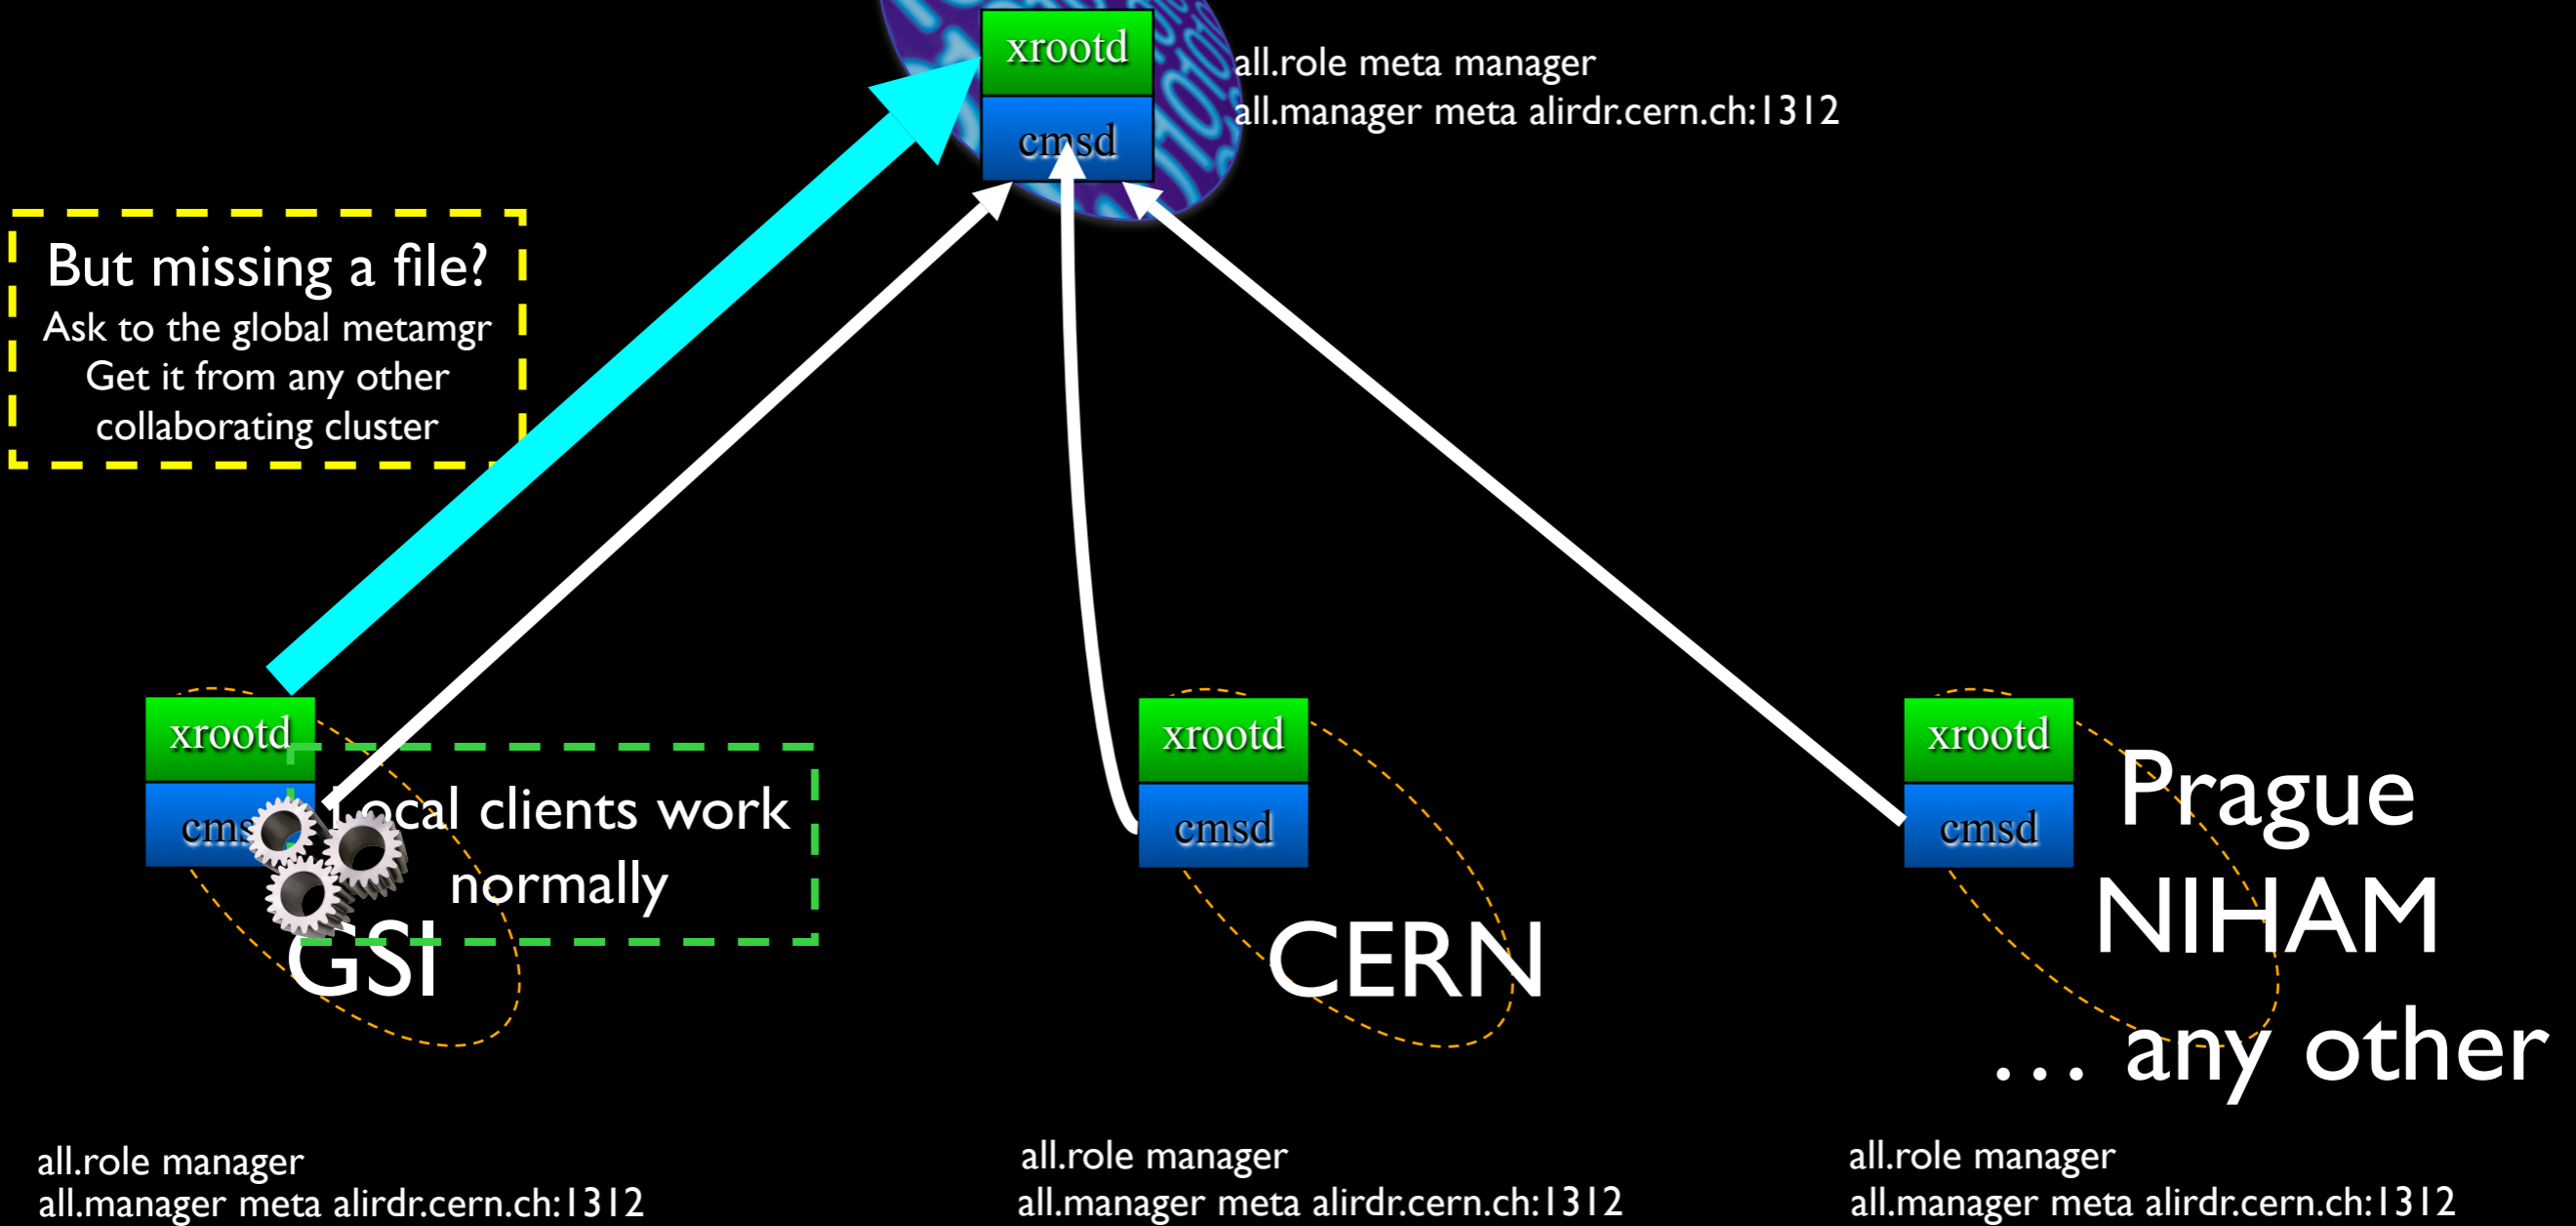 xrootd
cmsd
all.role meta manager
all.manager meta alirdr.cern.ch:1312
But missing a file?
Ask to the global metamgr
Get it from any other
collaborating cluster
xrootd
cms
Local clients work
normally
GSI
xrootd
cmsd
CERN
xrootd
cmsd
Prague
NIHAM
... any other
all.role manager
all.manager meta alirdr.cern.ch:1312
all.role manager
all.manager meta alirdr.cern.ch:1312
all.role manager
all.manager meta alirdr.cern.ch:1312